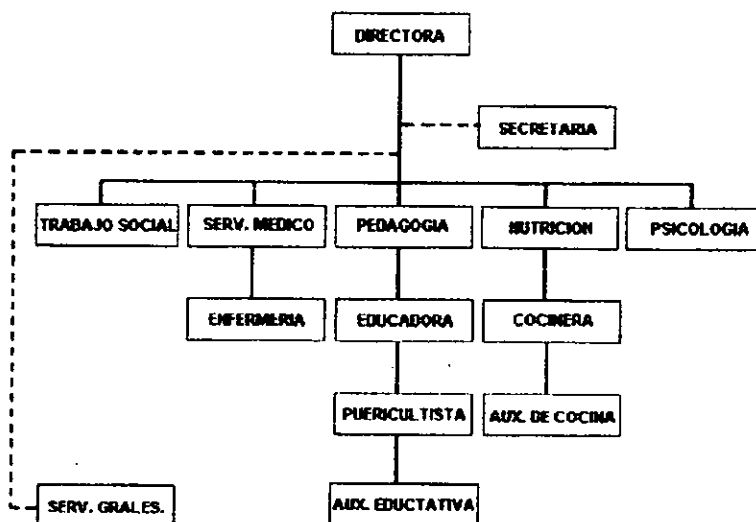 DIRECTORA
SECRETARIA
TRABAJO SOCIAL
SERV. MEDICO
PEDAGOGIA
NUTRICION
PSICOLOGIA
ENFERMERIA
EDUCADORA
COCINERA
PUERICULTISTA
AUX. DE COCINA
SERV. GRALES.
AUX. EDUCTATIVA